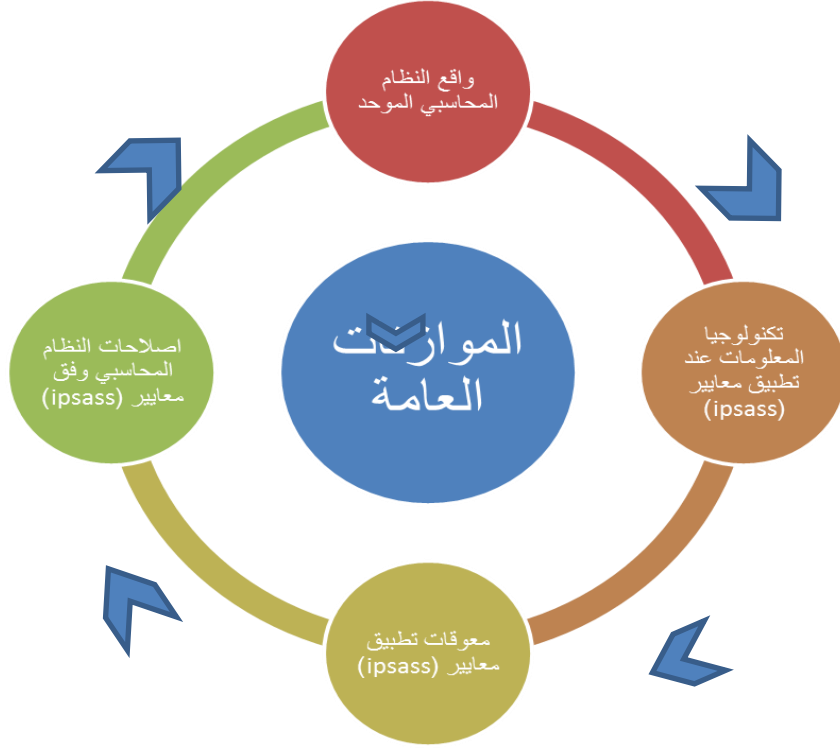 واقع النظام
المحاسبي الموحد
تكنولوجيا
المعلومات عند
تطبيق معايير
(ipsass)
معوقات تطبيق
معايير (ipsass)
اصلاحات النظام
المحاسبي وفق
معايير (ipsass)
الموازنات
العامة